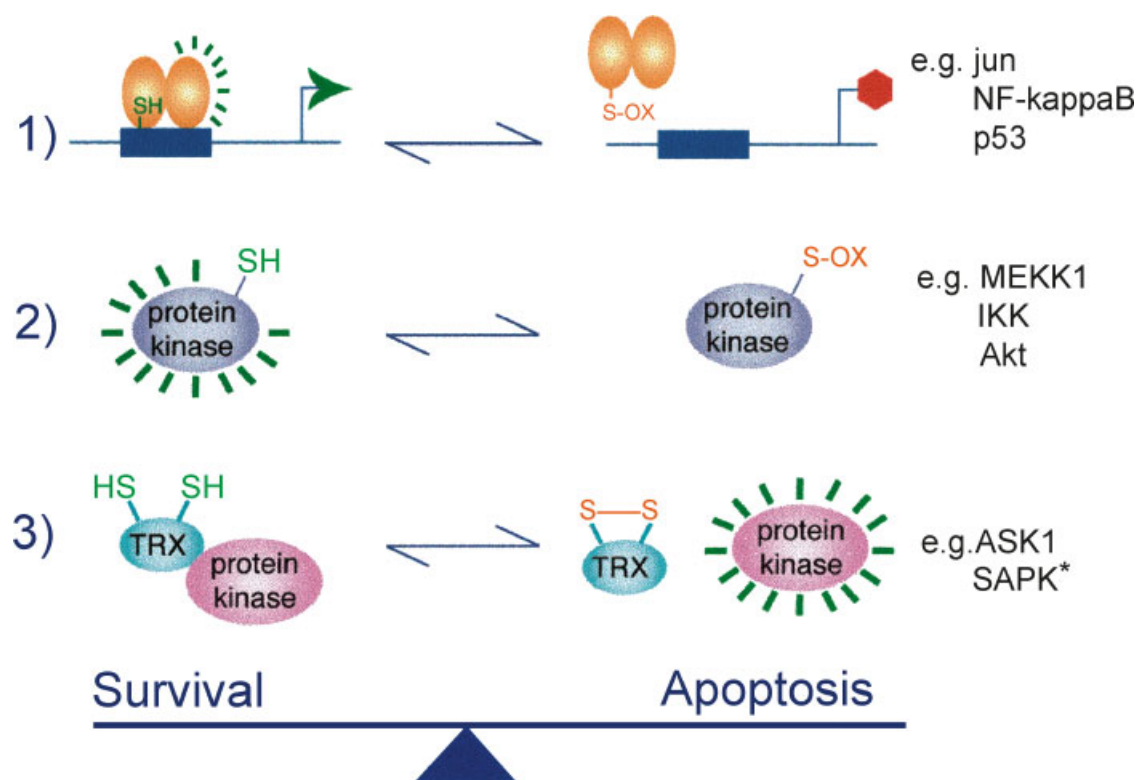 1)
SH
S-OX
e.g. jun
NF-kappaB
p53
2)
SH
protein
kinase
S-OX
protein
kinase
e.g. MEKK1
IKK
Akt
3)
HS SH
TRX
protein
kinase
S S
TRX
protein
kinase
e.g. ASK1
SAPK*
Survival Apoptosis